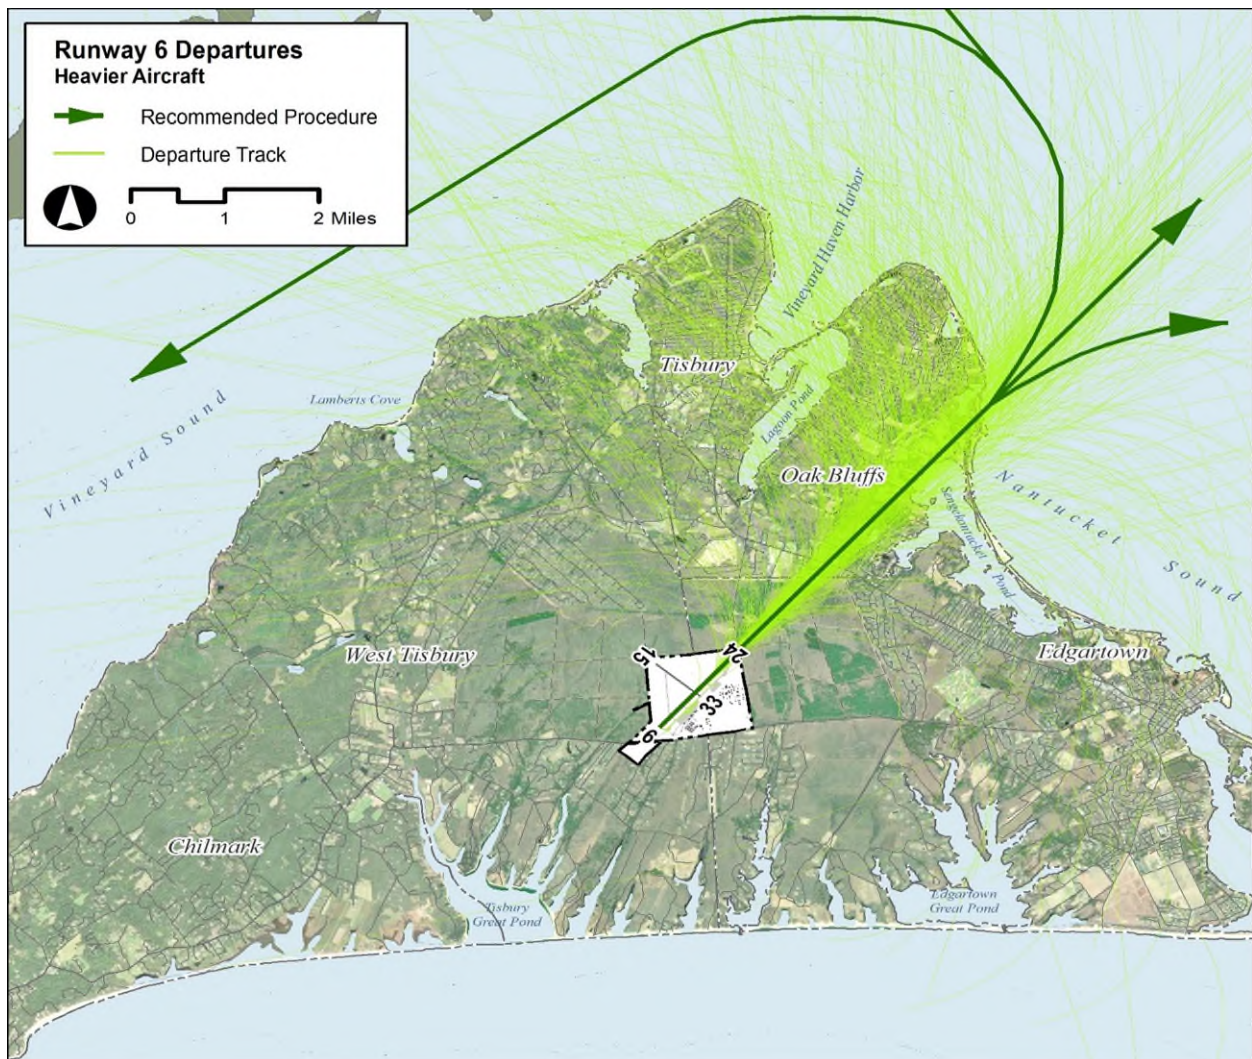 Runway 6 Departures
Heavier Aircraft
Recommended Procedure
Departure Track
0 1 2 Miles
Vineyard Haven Harbor
Tisbury
Lamberts Cove
Vineyard Sound
Lagoon Pond
Oak Bluffs
Sengekontacket Pond
Nantucket Sound
West Tisbury
Edgartown
15
24
33
6
Chilmark
Tisbury
Great Pond
Edgartown
Great Pond